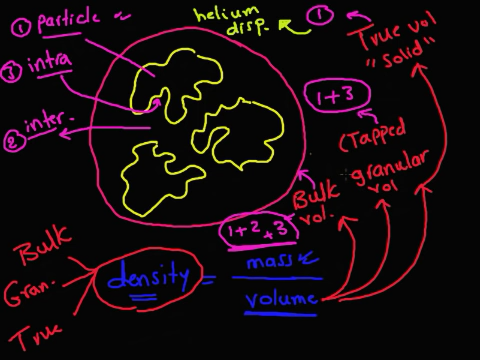 ① particle
③ intra
② inter.
helium
disp.
①
True vol
"Solid"
1+3
(Tapped
granular
vol
Bulk
vol.
1+2+3
Bulk
Gran.
True
density = mass
volume